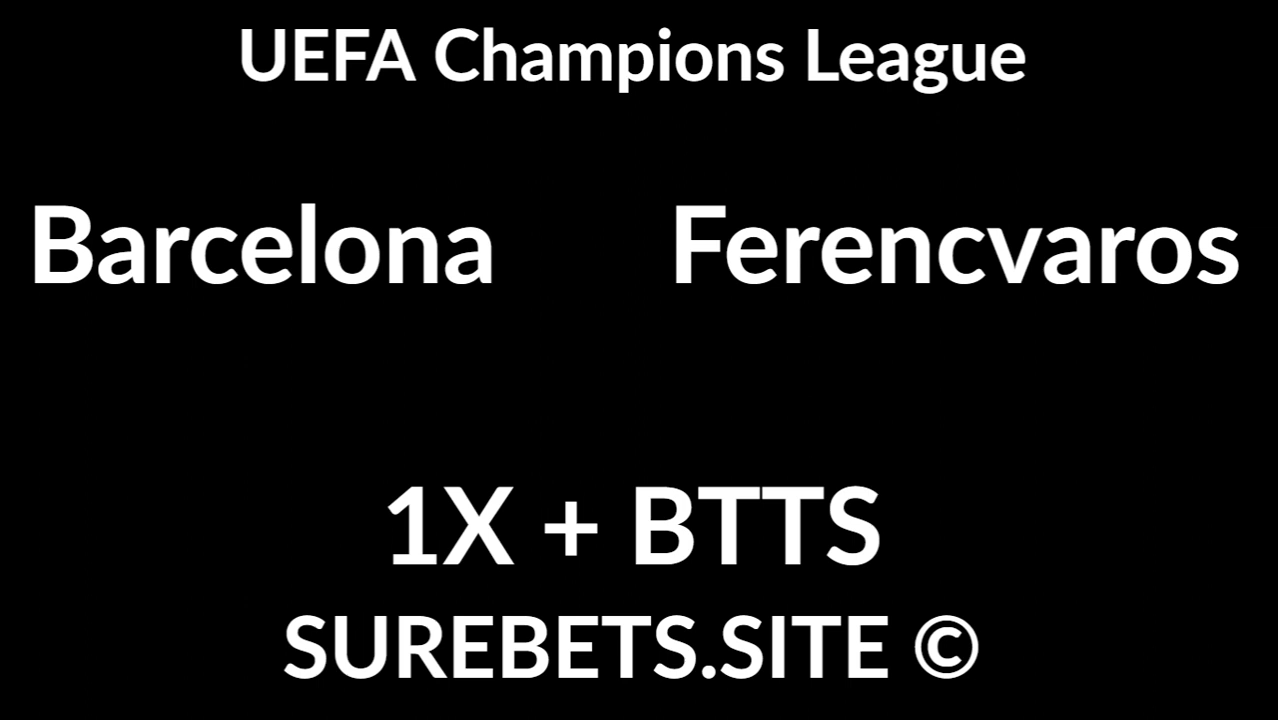 UEFA Champions League
Barcelona Ferencvaros
1X + BTTS
SUREBETS.SITE ©